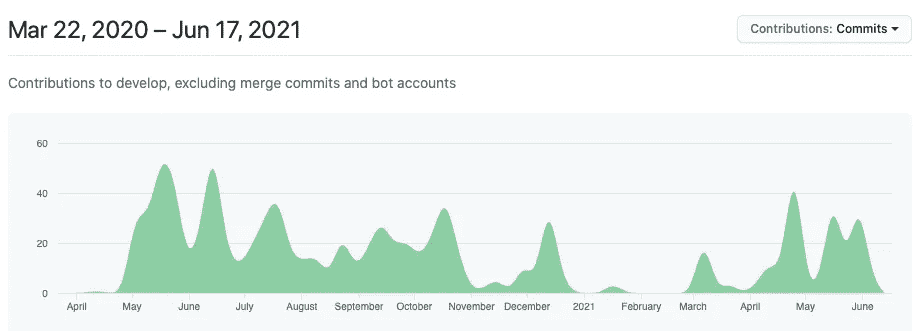 Mar 22, 2020 – Jun 17, 2021
Contributions: Commits
Contributions to develop, excluding merge commits and bot accounts
60
40
20
0
April May June July August September October November December 2021 February March April May June